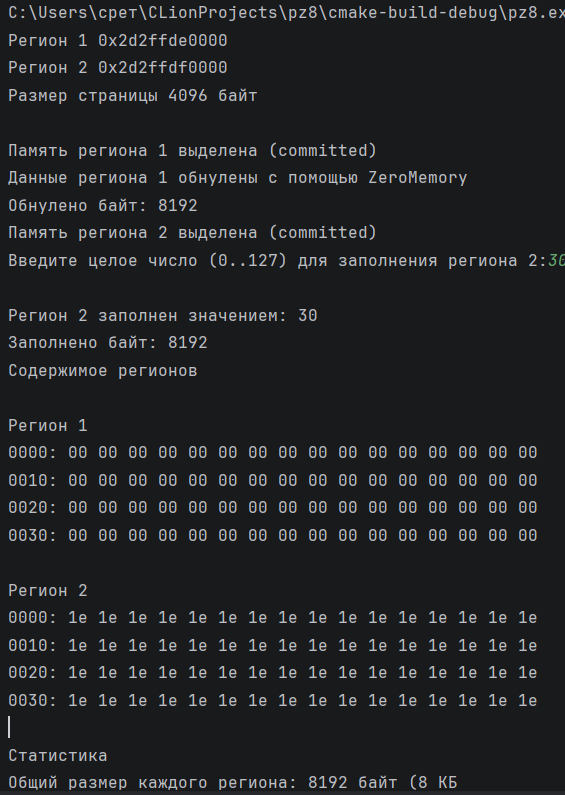 C:\Users\срет\CLionProjects\pz8\cmake-build-debug\pz8.ex
Регион 1 0x2d2ffde0000
Регион 2 0x2d2ffdf0000
Размер страницы 4096 байт
Память региона 1 выделена (committed)
Данные региона 1 обнулены с помощью ZeroMemory
Обнулено байт: 8192
Память региона 2 выделена (committed)
Введите целое число (0..127) для заполнения региона 2:30
Регион 2 заполнен значением: 30
Заполнено байт: 8192
Содержимое регионов
Регион 1
0000: 00 00 00 00 00 00 00 00 00 00 00 00 00 00 00 00
0010: 00 00 00 00 00 00 00 00 00 00 00 00 00 00 00 00
0020: 00 00 00 00 00 00 00 00 00 00 00 00 00 00 00 00
0030: 00 00 00 00 00 00 00 00 00 00 00 00 00 00 00 00
Регион 2
0000: 1e 1e 1e 1e 1e 1e 1e 1e 1e 1e 1e 1e 1e 1e 1e 1e
0010: 1e 1e 1e 1e 1e 1e 1e 1e 1e 1e 1e 1e 1e 1e 1e 1e
0020: 1e 1e 1e 1e 1e 1e 1e 1e 1e 1e 1e 1e 1e 1e 1e 1e
0030: 1e 1e 1e 1e 1e 1e 1e 1e 1e 1e 1e 1e 1e 1e 1e 1e
Статистика
Общий размер каждого региона: 8192 байт (8 КБ